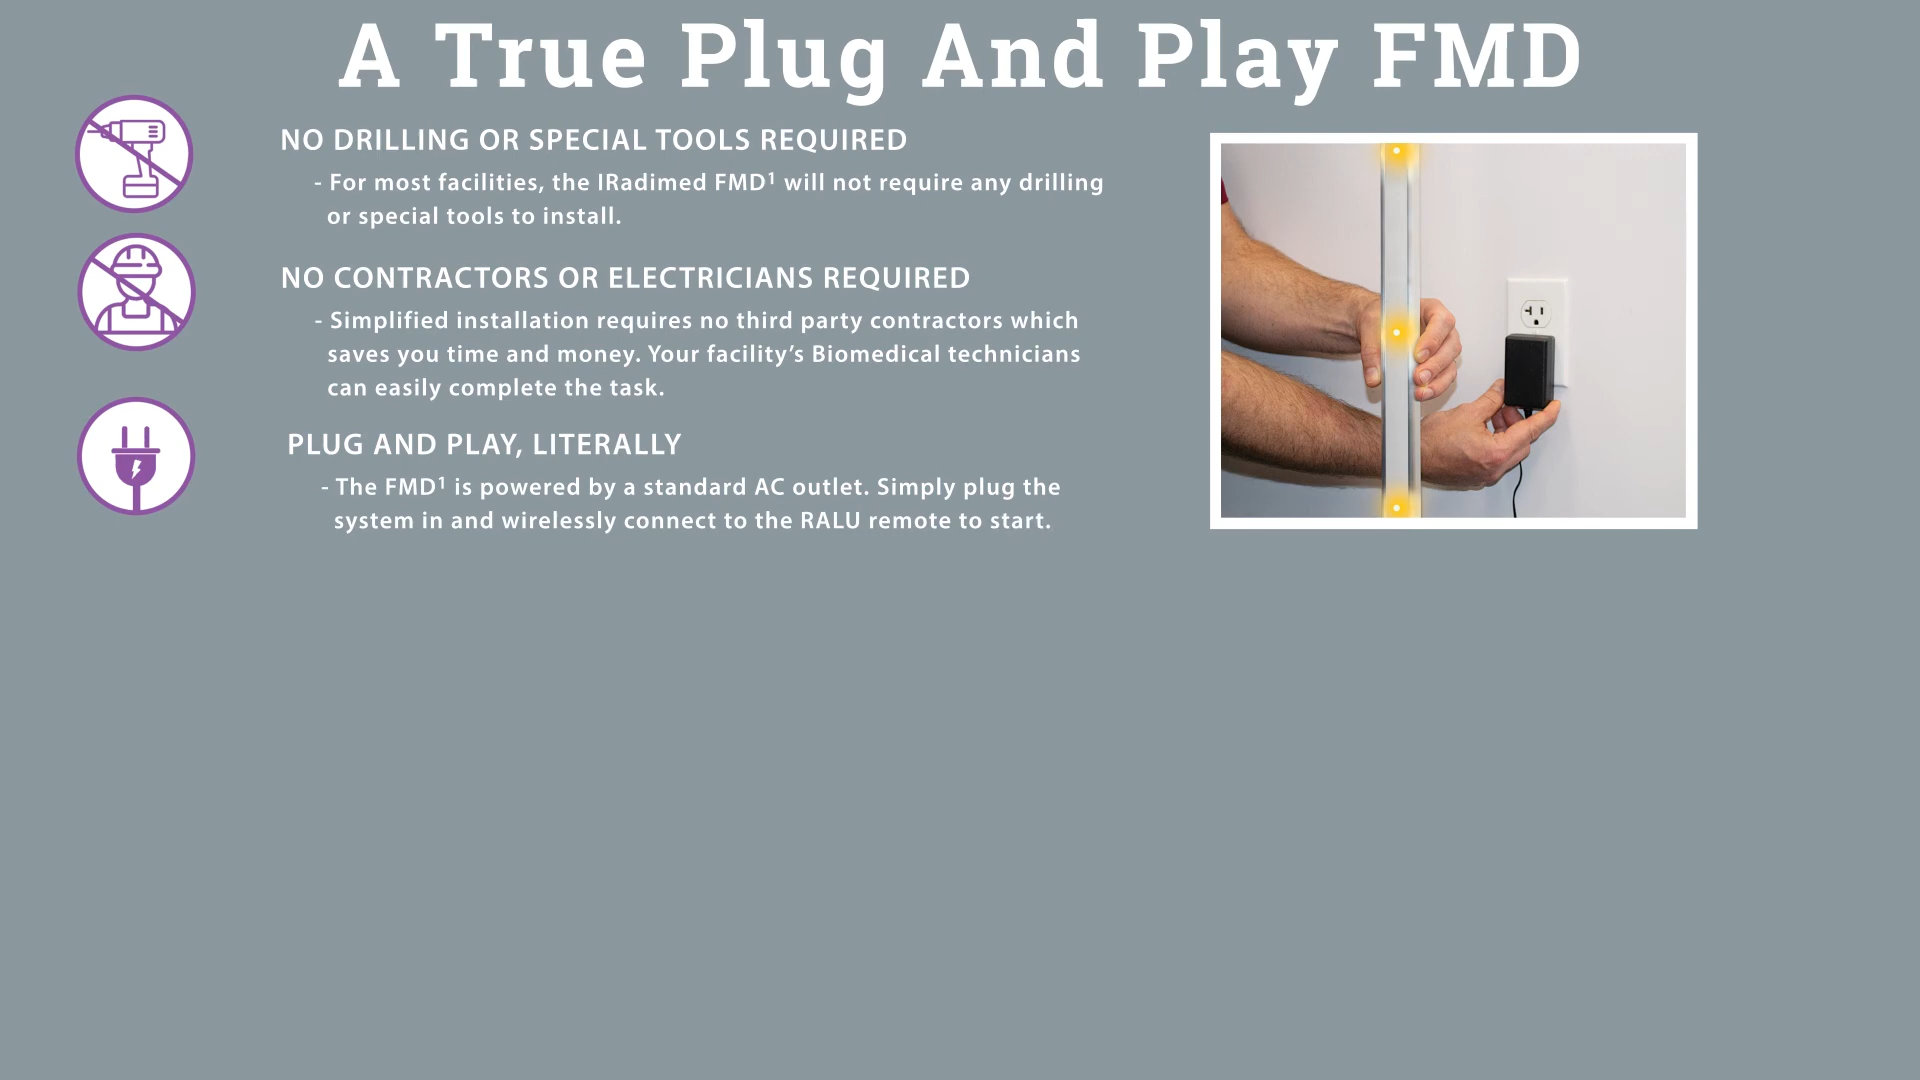 A True Plug And Play FMD
NO DRILLING OR SPECIAL TOOLS REQUIRED
- For most facilities, the IRadimed FMD¹ will not require any drilling
or special tools to install.
NO CONTRACTORS OR ELECTRICIANS REQUIRED
- Simplified installation requires no third party contractors which
saves you time and money. Your facility’s Biomedical technicians
can easily complete the task.
PLUG AND PLAY, LITERALLY
- The FMD¹ is powered by a standard AC outlet. Simply plug the
system in and wirelessly connect to the RALU remote to start.